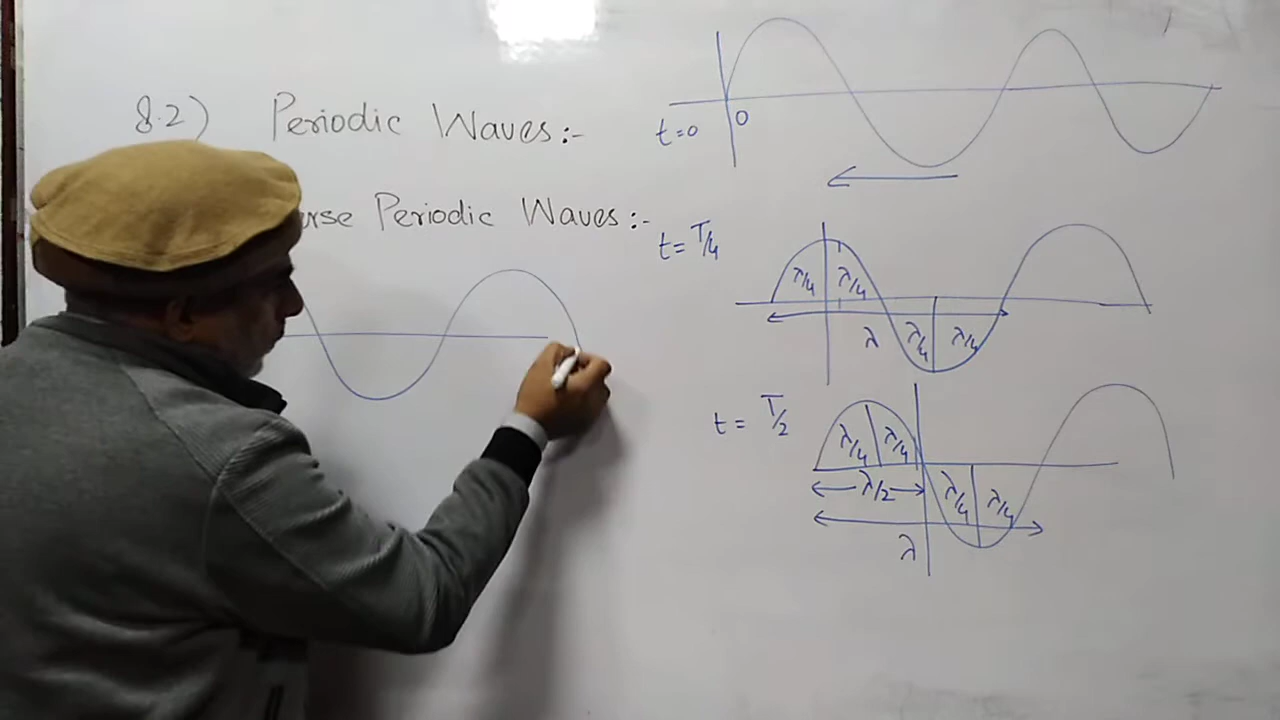 8.2) Periodic Waves:-
Periodic Waves:-
t=0
0
t= T/4
λ/4 λ/4
λ λ/4 λ/4
t= T/2
λ/4 λ/4
λ/2 λ/4 λ/4
λ